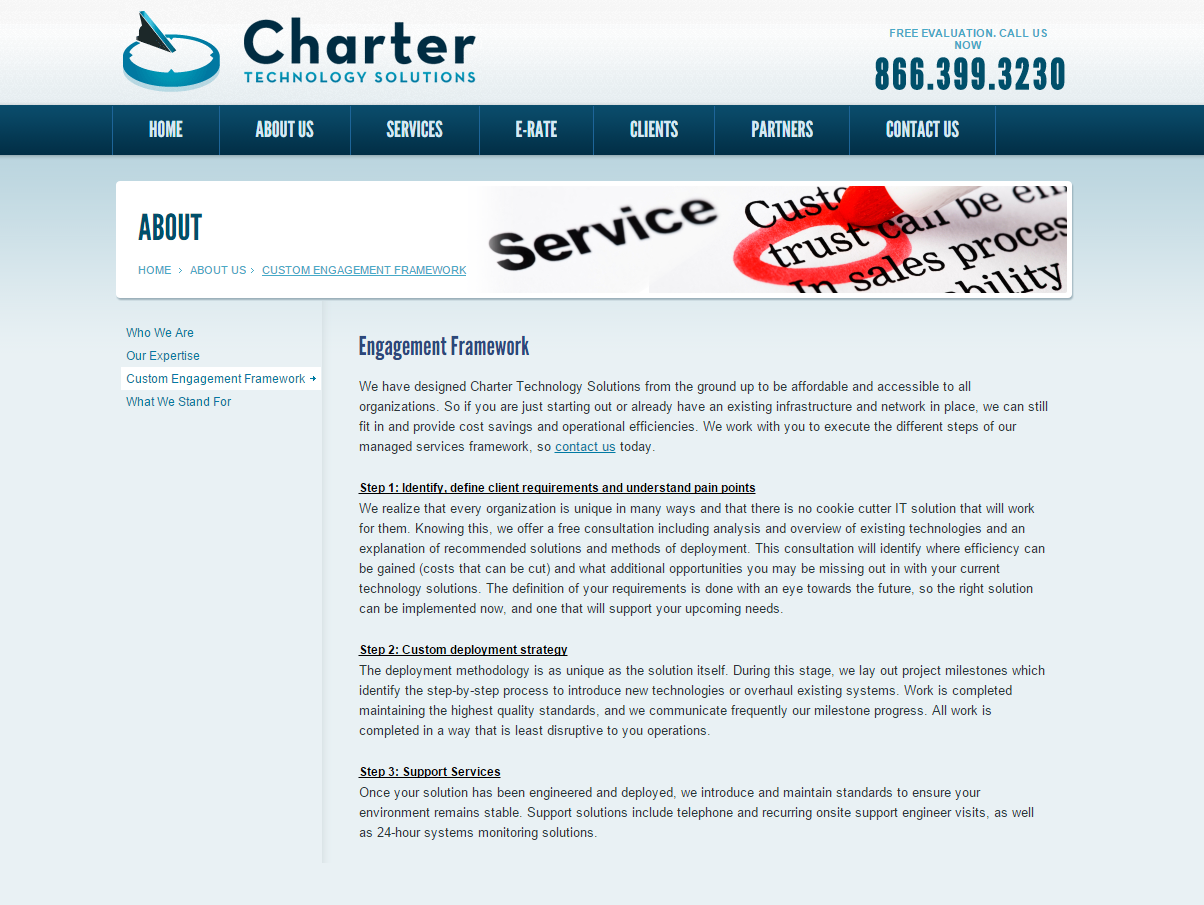 Charter
TECHNOLOGY SOLUTIONS
FREE EVALUATION. CALL US
NOW
866.399.3230
HOME
ABOUT US
SERVICES
E-RATE
CLIENTS
PARTNERS
CONTACT US
ABOUT
HOME > ABOUT US > CUSTOM ENGAGEMENT FRAMEWORK
Service
Custo
trust can be em
In sales proces
bility
Who We Are
Our Expertise
Custom Engagement Framework
What We Stand For
Engagement Framework
We have designed Charter Technology Solutions from the ground up to be affordable and accessible to all
organizations. So if you are just starting out or already have an existing infrastructure and network in place, we can still
fit in and provide cost savings and operational efficiencies. We work with you to execute the different steps of our
managed services framework, so contact us today.
Step 1: Identify, define client requirements and understand pain points
We realize that every organization is unique in many ways and that there is no cookie cutter IT solution that will work
for them. Knowing this, we offer a free consultation including analysis and overview of existing technologies and an
explanation of recommended solutions and methods of deployment. This consultation will identify where efficiency can
be gained (costs that can be cut) and what additional opportunities you may be missing out in with your current
technology solutions. The definition of your requirements is done with an eye towards the future, so the right solution
can be implemented now, and one that will support your upcoming needs.
Step 2: Custom deployment strategy
The deployment methodology is as unique as the solution itself. During this stage, we lay out project milestones which
identify the step-by-step process to introduce new technologies or overhaul existing systems. Work is completed
maintaining the highest quality standards, and we communicate frequently our milestone progress. All work is
completed in a way that is least disruptive to you operations.
Step 3: Support Services
Once your solution has been engineered and deployed, we introduce and maintain standards to ensure your
environment remains stable. Support solutions include telephone and recurring onsite support engineer visits, as well
as 24-hour systems monitoring solutions.